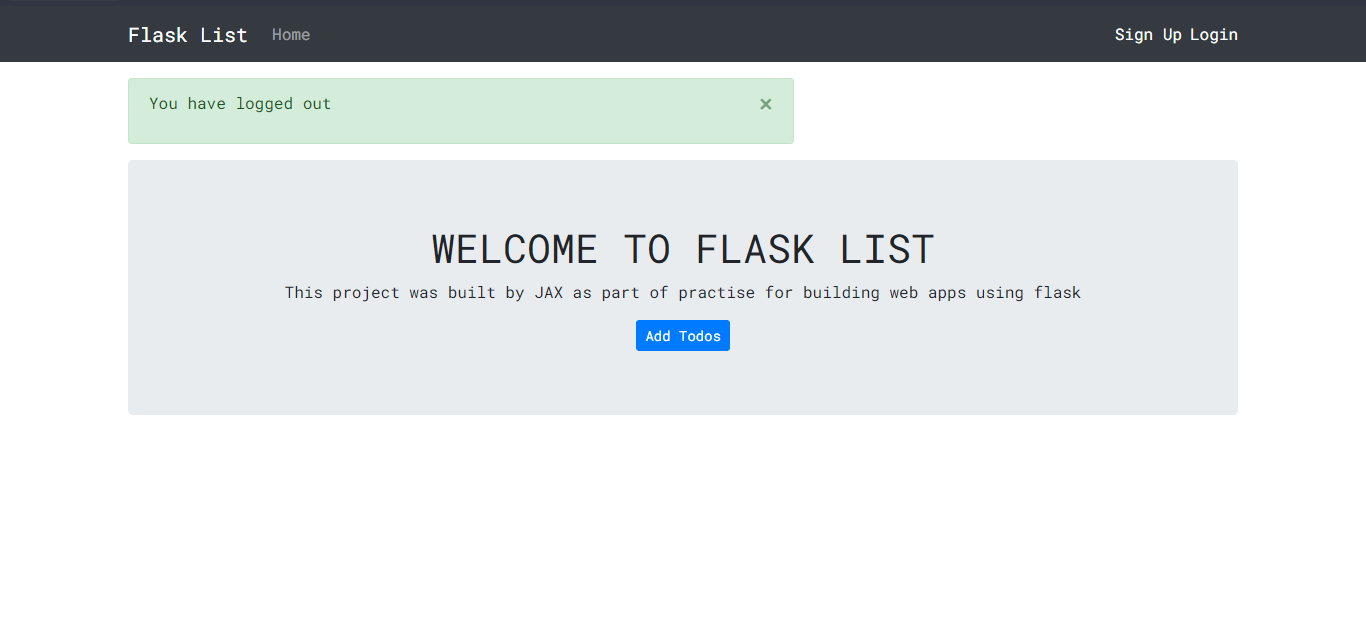 Flask List Home Sign Up Login
You have logged out ×
WELCOME TO FLASK LIST
This project was built by JAX as part of practise for building web apps using flask
Add Todos